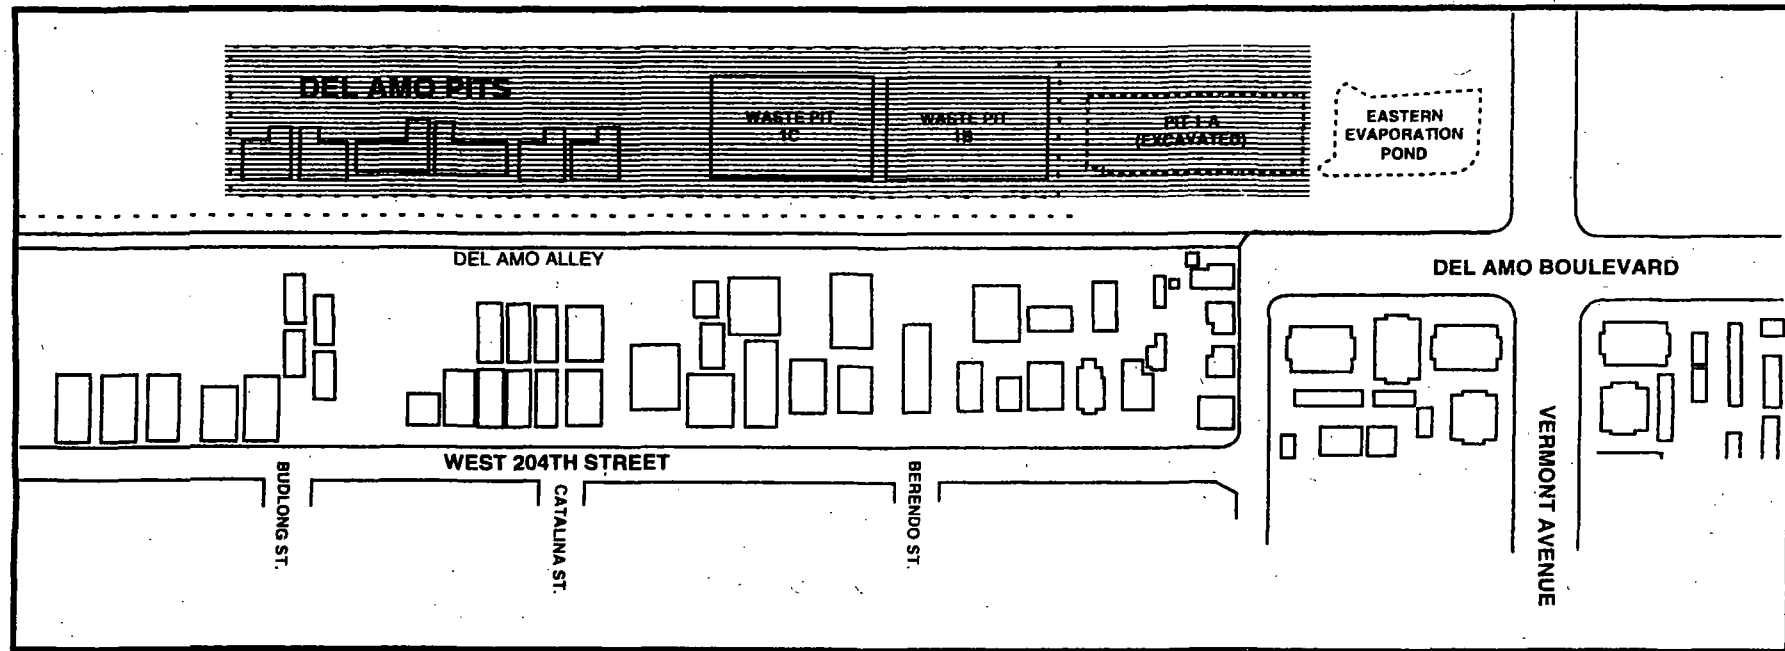 DEL AMO PITS
WASTE PIT
1C
WASTE PIT
1B
PIT 1-A
(EXCAVATED)
EASTERN
EVAPORATION
POND
DEL AMO ALLEY
DEL AMO BOULEVARD
WEST 204TH STREET
BUDLONG ST.
CATALINA ST.
BERENDO ST.
VERMONT AVENUE